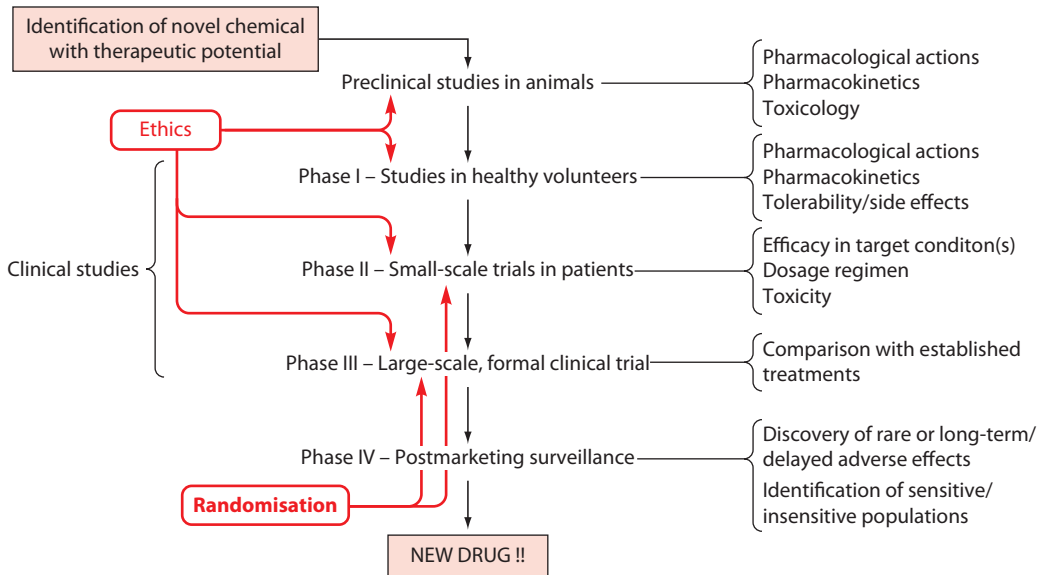 Identification of novel chemical
with therapeutic potential
Preclinical studies in animals
Pharmacological actions
Pharmacokinetics
Toxicology
Ethics
Phase I – Studies in healthy volunteers
Pharmacological actions
Pharmacokinetics
Tolerability/side effects
Clinical studies
Phase II – Small-scale trials in patients
Efficacy in target conditon(s)
Dosage regimen
Toxicity
Phase III – Large-scale, formal clinical trial
Comparison with established
treatments
Phase IV – Postmarketing surveillance
Discovery of rare or long-term/
delayed adverse effects
Identification of sensitive/
insensitive populations
Randomisation
NEW DRUG !!